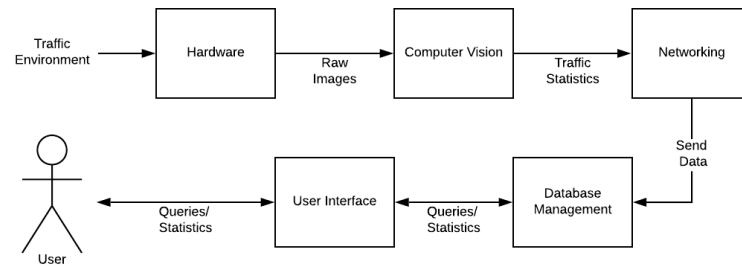 Traffic
Environment
Hardware
Raw
Images
Computer Vision
Traffic
Statistics
Networking
Send
Data
Database
Management
Queries/
Statistics
User Interface
Queries/
Statistics
User